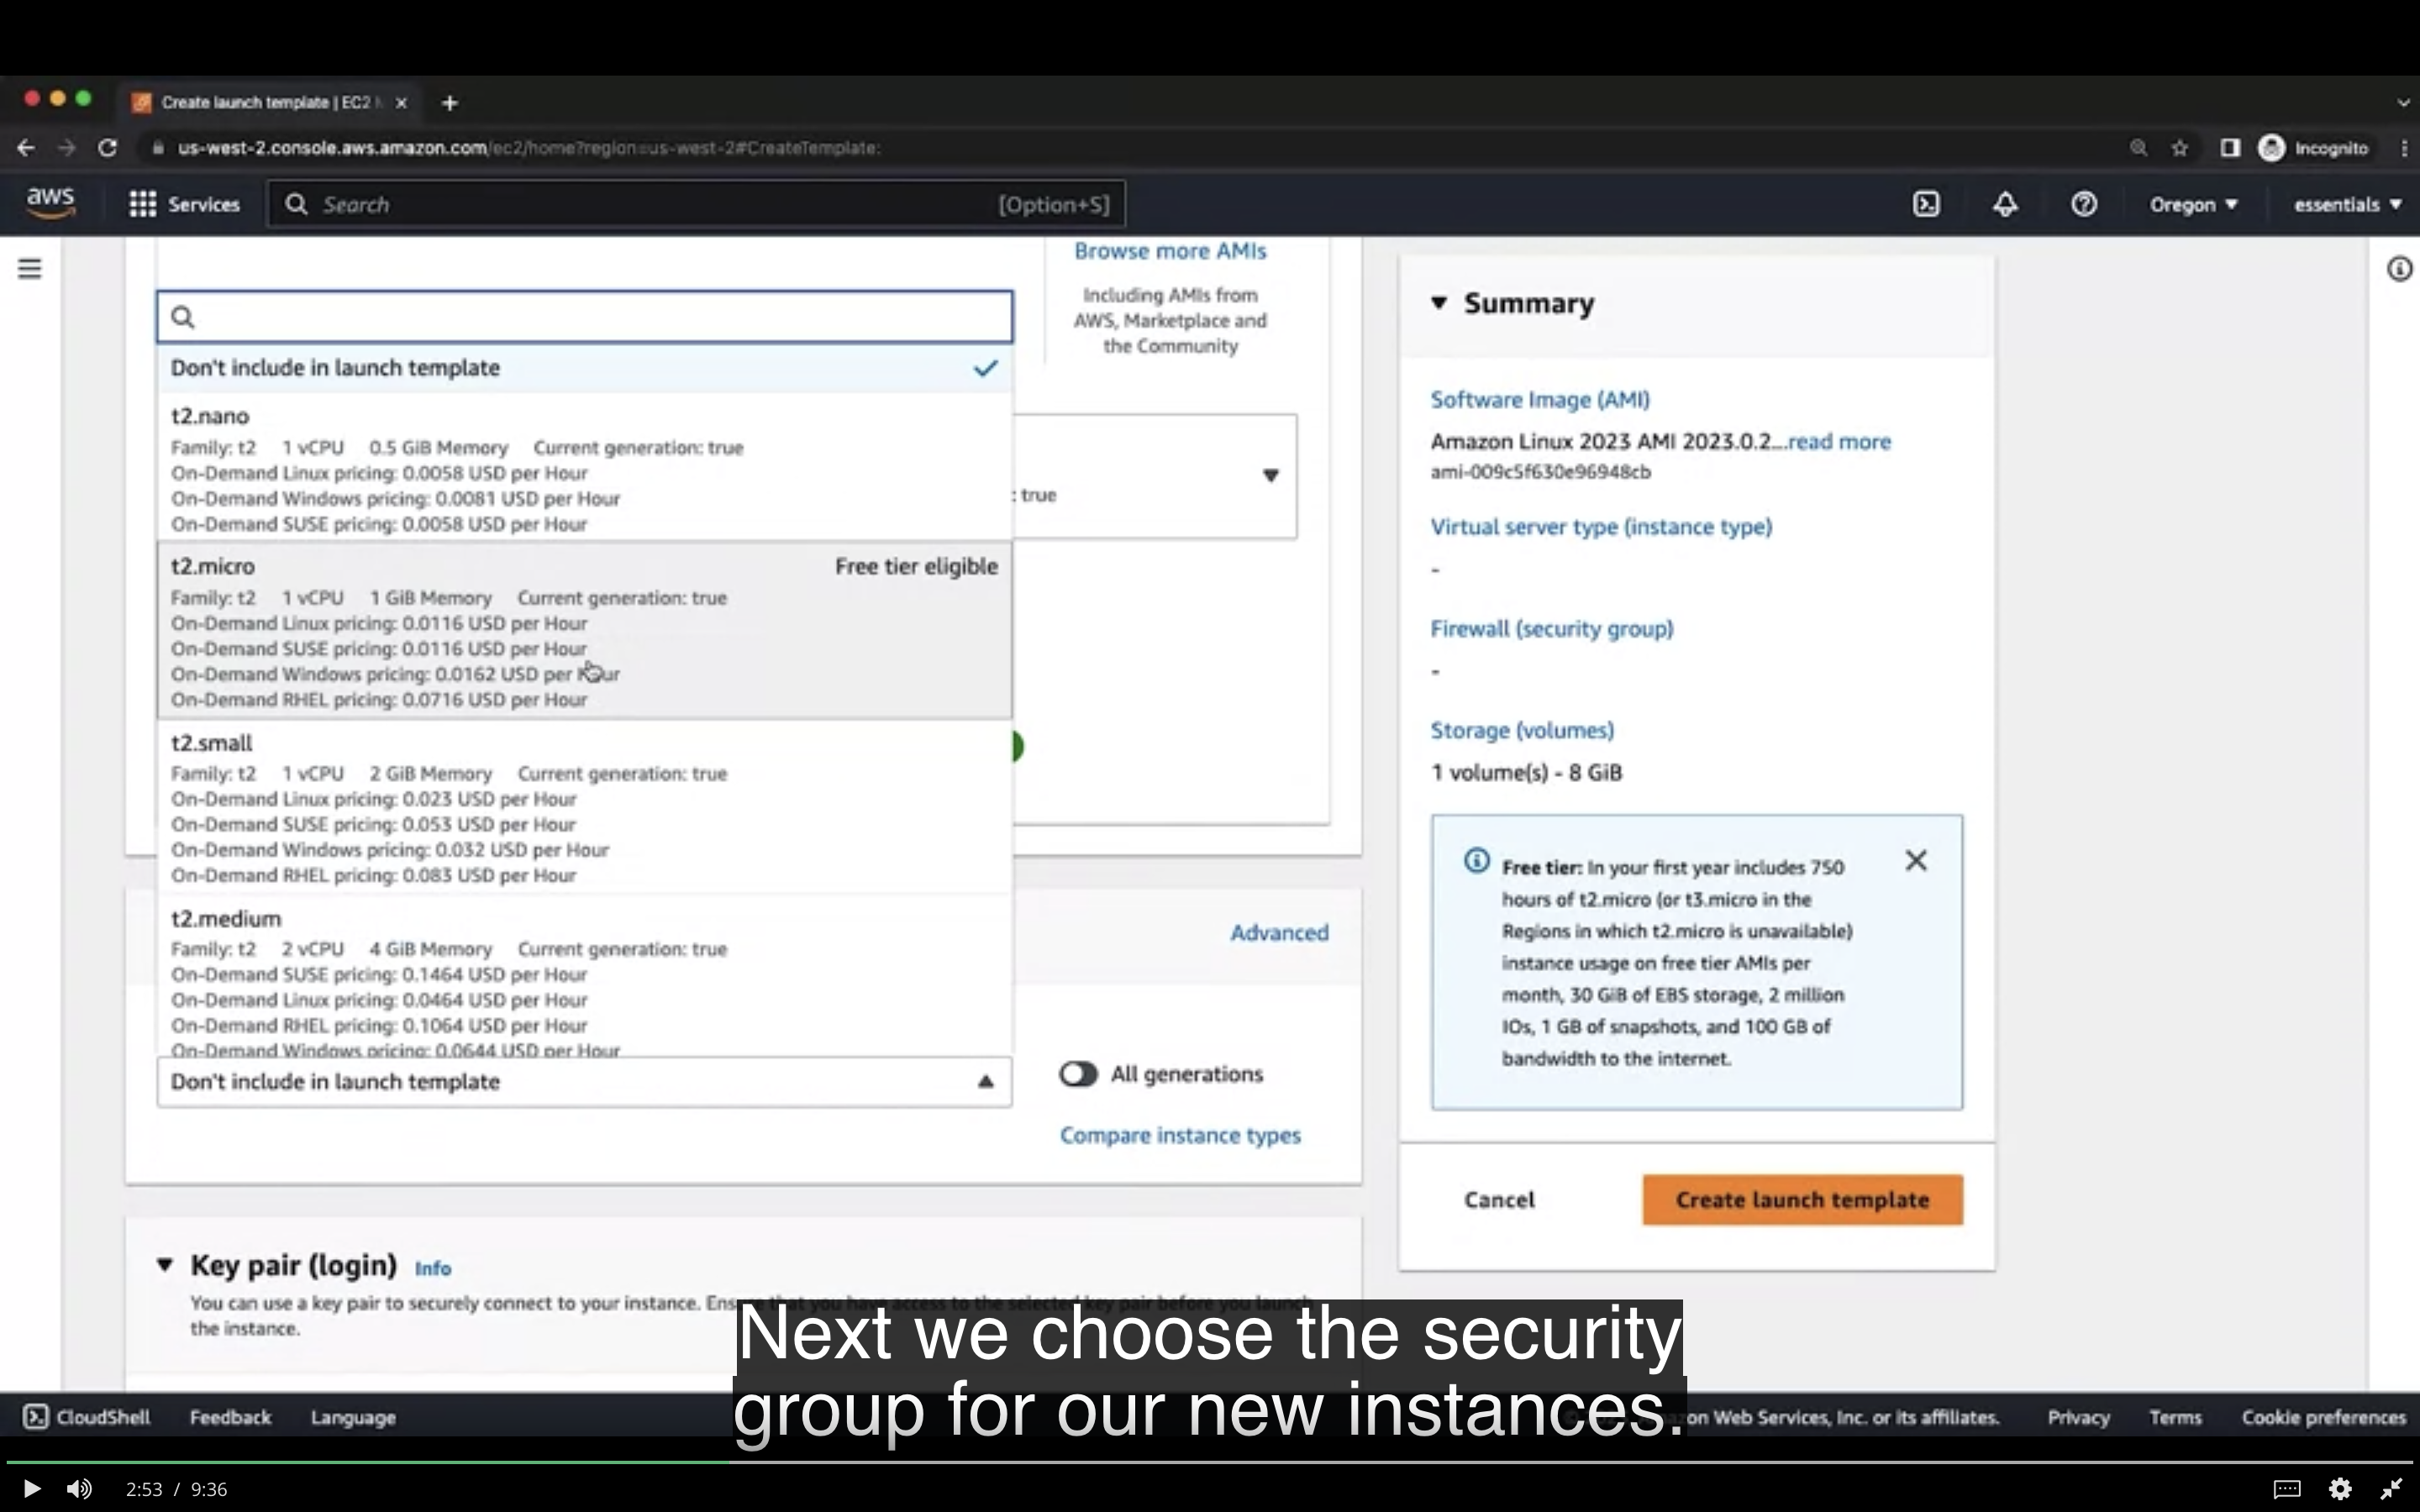 Create launch template | EC2 M
us-west-2.console.aws.amazon.com/ec2/home?region=us-west-2#CreateTemplate:
Incognito
aws
Services
Search
[Option+S]
Oregon
essentials
Browse more AMIs
Including AMIs from
AWS, Marketplace and
the Community
Don't include in launch template
t2.nano
Family: t2 1 vCPU 0.5 GiB Memory Current generation: true
On-Demand Linux pricing: 0.0058 USD per Hour
On-Demand Windows pricing: 0.0081 USD per Hour
On-Demand SUSE pricing: 0.0058 USD per Hour
: true
t2.micro
Free tier eligible
Family: t2 1 vCPU 1 GiB Memory Current generation: true
On-Demand Linux pricing: 0.0116 USD per Hour
On-Demand SUSE pricing: 0.0116 USD per Hour
On-Demand Windows pricing: 0.0162 USD per Hour
On-Demand RHEL pricing: 0.0716 USD per Hour
t2.small
Family: t2 1 vCPU 2 GiB Memory Current generation: true
On-Demand Linux pricing: 0.023 USD per Hour
On-Demand SUSE pricing: 0.053 USD per Hour
On-Demand Windows pricing: 0.032 USD per Hour
On-Demand RHEL pricing: 0.083 USD per Hour
t2.medium
Family: t2 2 vCPU 4 GiB Memory Current generation: true
On-Demand SUSE pricing: 0.1464 USD per Hour
On-Demand Linux pricing: 0.0464 USD per Hour
On-Demand RHEL pricing: 0.1064 USD per Hour
On-Demand Windows pricing: 0.0644 USD per Hour
Don't include in launch template
Advanced
All generations
Compare instance types
Key pair (login) Info
You can use a key pair to securely connect to your instance. Ensure that you have access to the selected key pair before you launch
the instance.
Summary
Software Image (AMI)
Amazon Linux 2023 AMI 2023.0.2...read more
ami-009c5f630e96948cb
Virtual server type (instance type)
-
Firewall (security group)
-
Storage (volumes)
1 volume(s) - 8 GiB
Free tier: In your first year includes 750
hours of t2.micro (or t3.micro in the
Regions in which t2.micro is unavailable)
instance usage on free tier AMIs per
month, 30 GiB of EBS storage, 2 million
IOs, 1 GB of snapshots, and 100 GB of
bandwidth to the internet.
Cancel
Create launch template
Next we choose the security
group for our new instances.
CloudShell
Feedback
Language
zon Web Services, Inc. or its affiliates.
Privacy
Terms
Cookie preferences
2:53 / 9:36